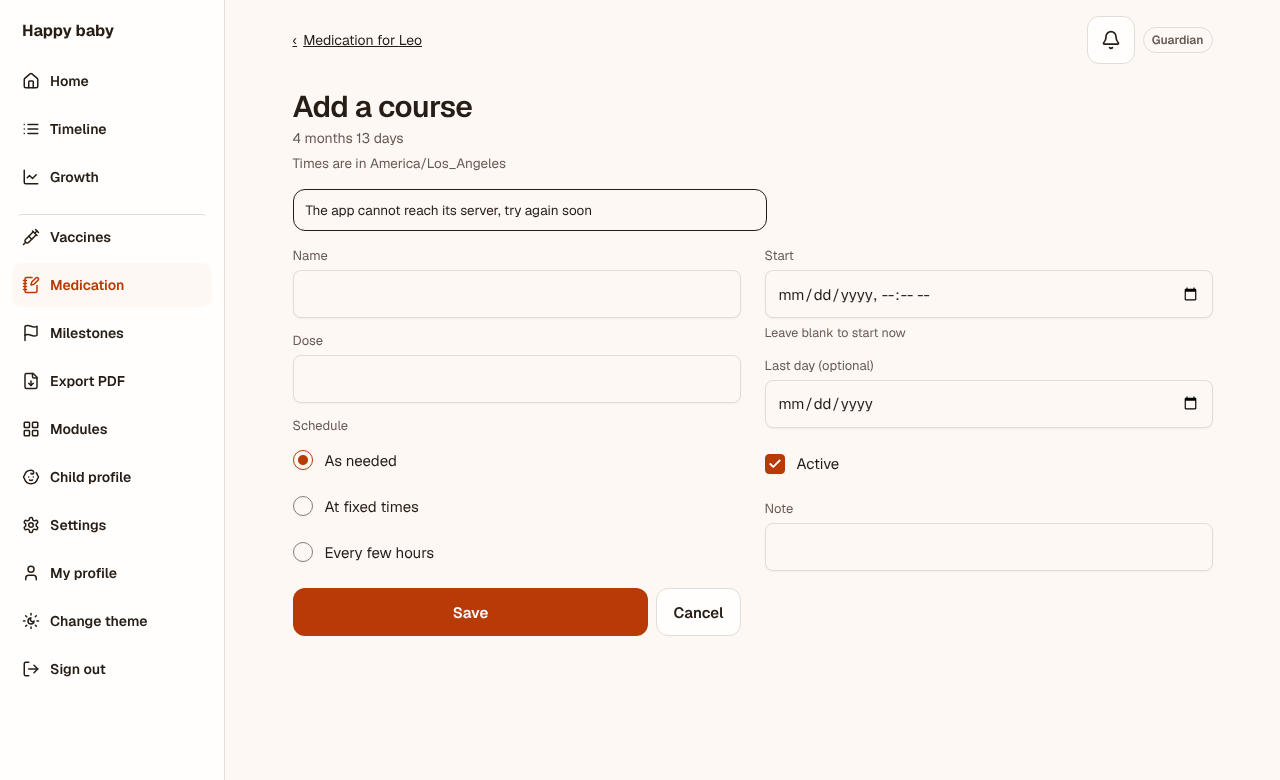 Happy baby
Home
Timeline
Growth
Vaccines
Medication
Milestones
Export PDF
Modules
Child profile
Settings
My profile
Change theme
Sign out
‹ Medication for Leo
Guardian
Add a course
4 months 13 days
Times are in America/Los_Angeles
The app cannot reach its server, try again soon
Name
Dose
Schedule
As needed
At fixed times
Every few hours
Save
Cancel
Start
mm/dd/yyyy, --:-- --
Leave blank to start now
Last day (optional)
mm/dd/yyyy
Active
Note